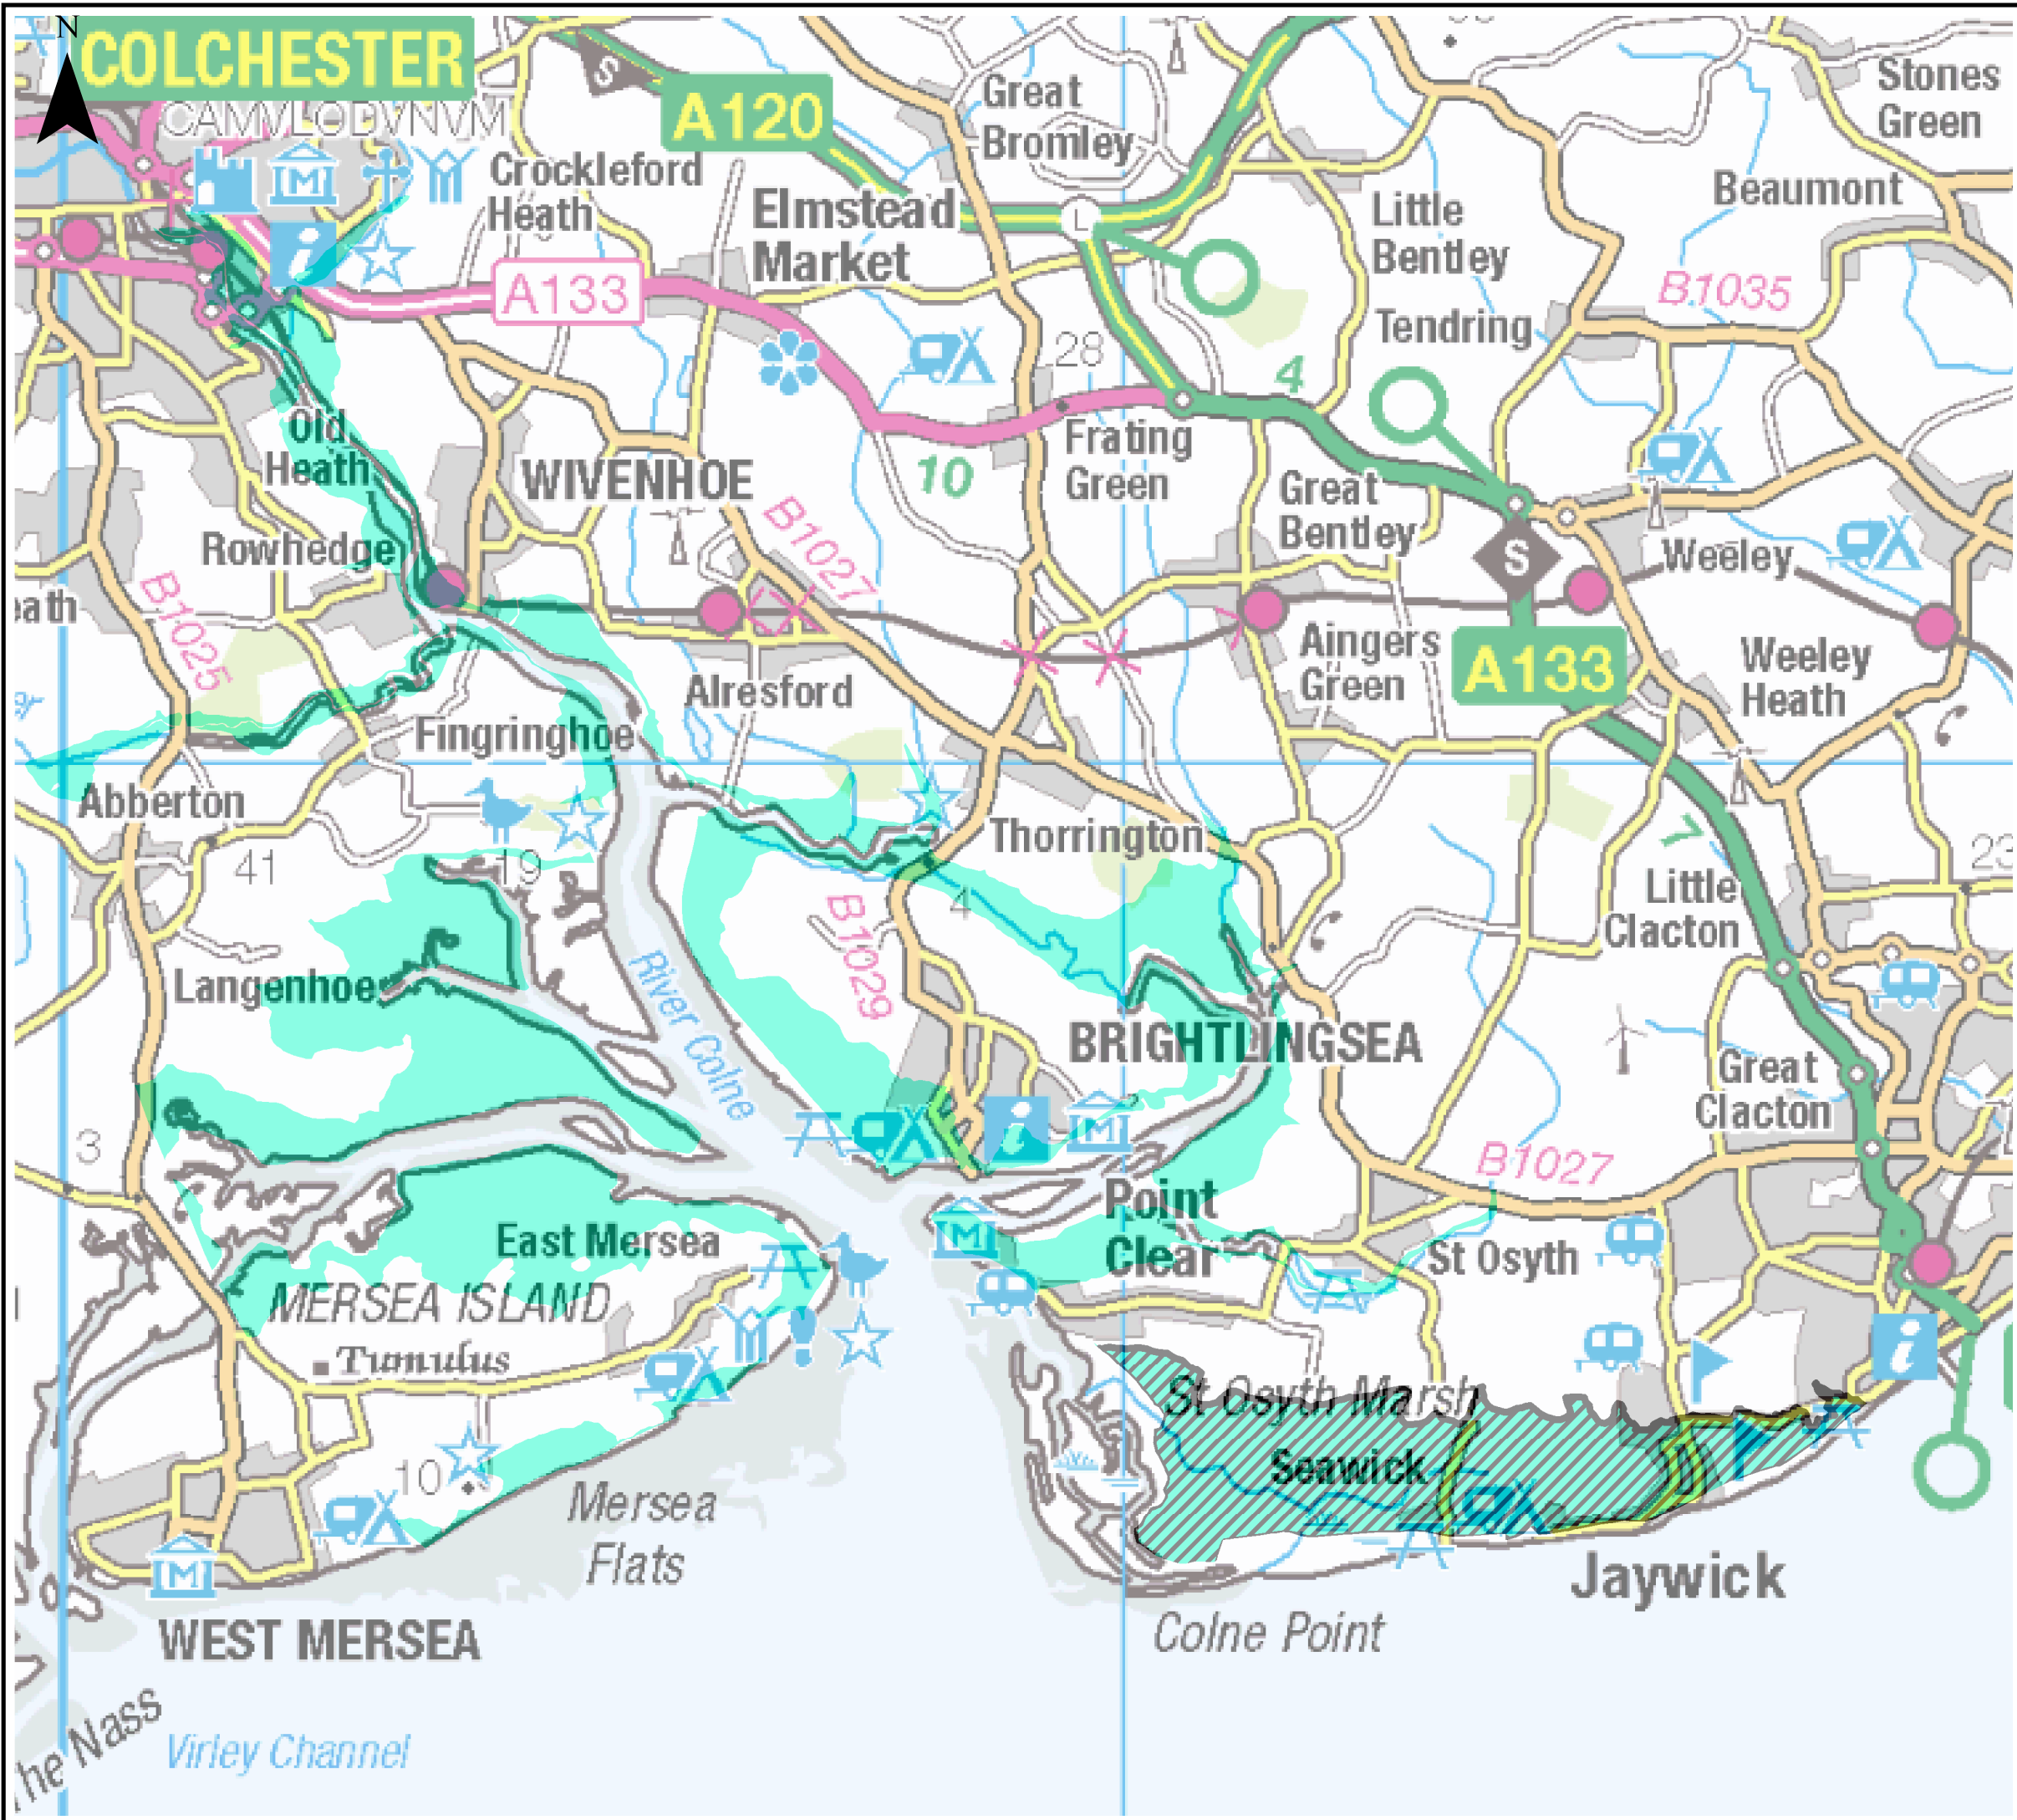 N
COLCHESTER
CAMVLODVNVM
S
A120
Great
Bromley
Stones
Green
Crockleford
Heath
Elmstead
Market
L
Little
Bentley
Beaumont
M
i
A133
B1035
Tendring
28
4
Old
Heath
WIVENHOE
10
Frating
Green
Great
Bentley
S
Weeley
Rowhedge
B1027
B1025
eath
Aingers
Green
A133
Weeley
Heath
Alresford
Fingringhoe
Abberton
41
19
Thorrington
4
7
23
Little
Clacton
B1029
Langenhoe
River Colne
BRIGHTLINGSEA
Great
Clacton
i
M
3
B1027
Point
Clear
M
East Mersea
St Osyth
MERSEA ISLAND
Tumulus
i
St Osyth Marsh
Seawick
10
Mersea
Flats
M
Jaywick
WEST MERSEA
Colne Point
The Nass
Virley Channel